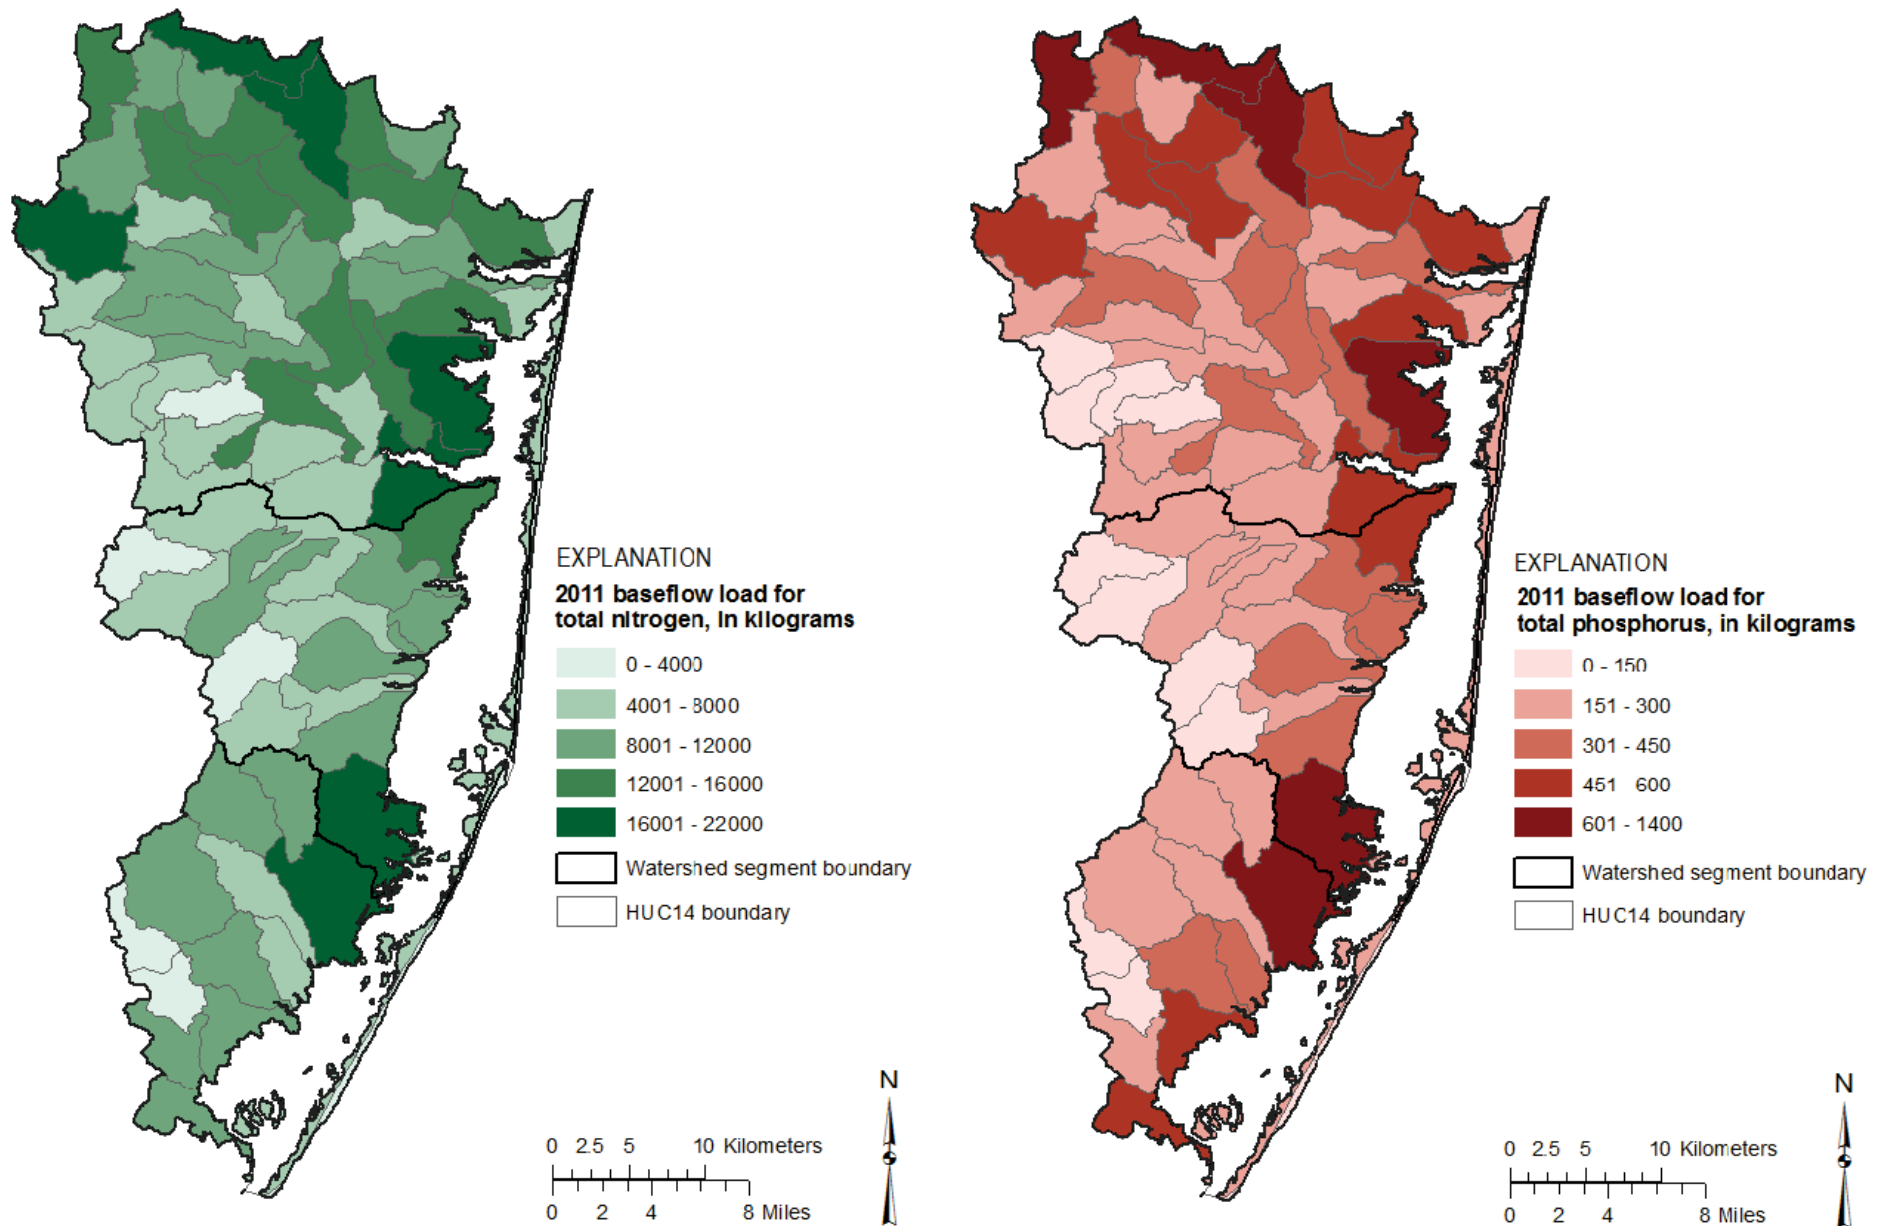 EXPLANATION
2011 baseflow load for
total nitrogen, in kilograms
0 - 4000
4001 - 8000
8001 - 12000
12001 - 16000
16001 - 22000
Watershed segment boundary
HUC14 boundary
N
0 2.5 5 10 Kilometers
0 2 4 8 Miles
EXPLANATION
2011 baseflow load for
total phosphorus, in kilograms
0 - 150
151 - 300
301 - 450
451 - 600
601 - 1400
Watershed segment boundary
HUC14 boundary
N
0 2.5 5 10 Kilometers
0 2 4 8 Miles